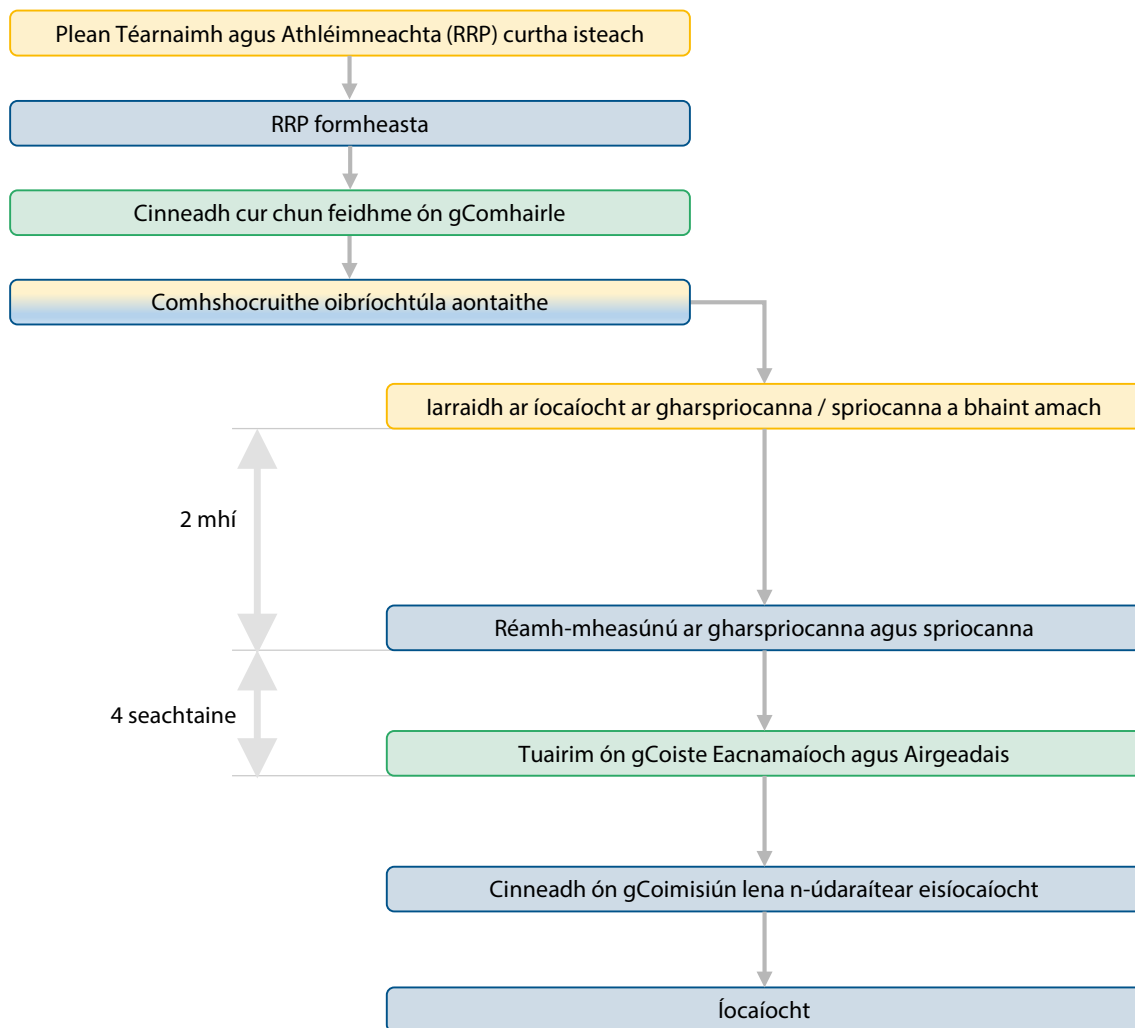 Plean Téarnaimh agus Athléimneachta (RRP) curtha isteach
RRP formheasta
Cinneadh cur chun feidhme ón gComhairle
Comhshocruithe oibríochtúla aontaithe
Iarraidh ar íocaíocht ar gharspriocanna / spriocanna a bhaint amach
2 mhí
Réamh-mheasúnú ar gharspriocanna agus spriocanna
4 seachtaine
Tuairim ón gCoiste Eacnamaíoch agus Airgeadais
Cinneadh ón gCoimisiún lena n-údaraítear eisíocaíocht
Íocaíocht